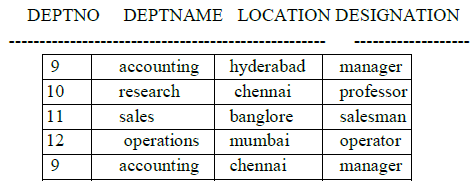 DEPTNO DEPTNAME LOCATION DESIGNATION
---------------------------------------------------- -------------------
9 accounting hyderabad manager
10 research chennai professor
11 sales banglore salesman
12 operations mumbai operator
9 accounting chennai manager